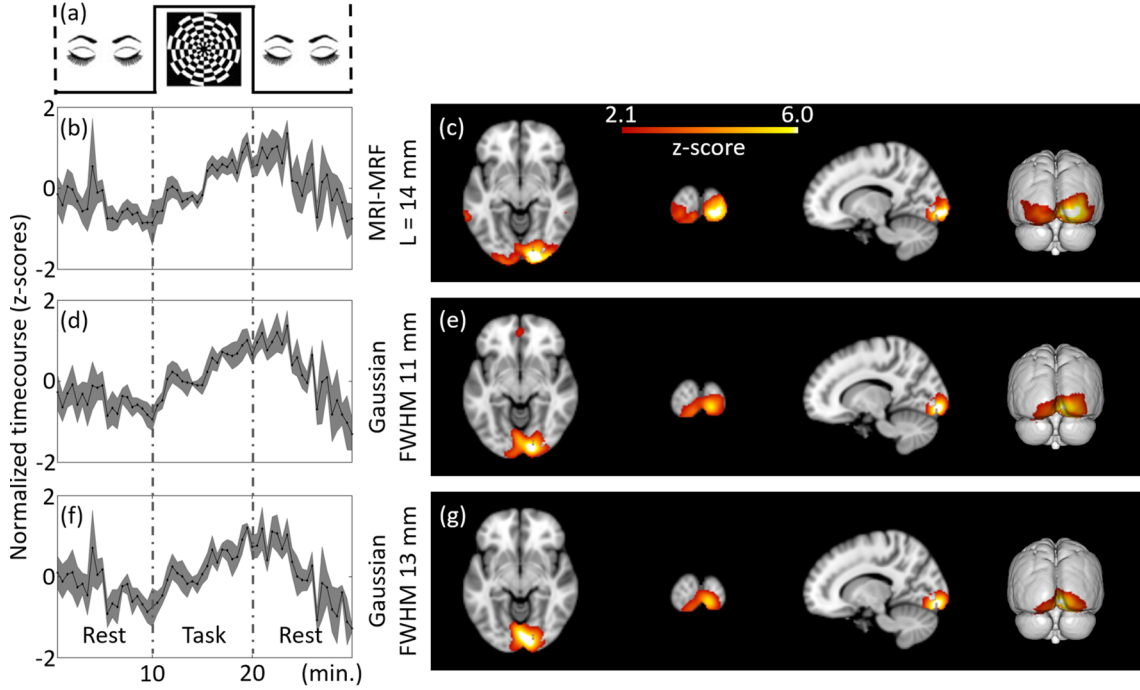 (a)
Normalized timecourse (z-scores)
2
(b)
0
-2
MRI-MRF
L = 14 mm
(c)
2.1
6.0
z-score
2
(d)
0
-2
Gaussian
FWHM 11 mm
(e)
2
(f)
0
-2
Rest
Task
Rest
10
20
(min.)
Gaussian
FWHM 13 mm
(g)